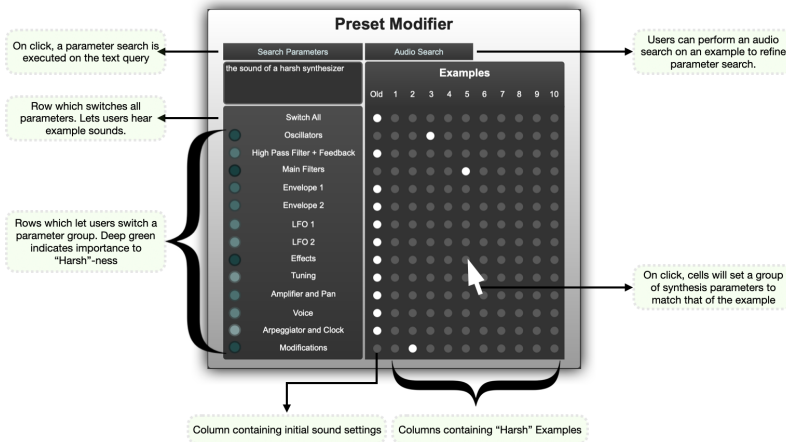 Preset Modifier
On click, a parameter search is
executed on the text query
Search Parameters
Audio Search
Users can perform an audio
search on an example to refine
parameter search.
the sound of a harsh synthesizer
Examples
Old 1 2 3 4 5 6 7 8 9 10
Row which switches all
parameters. Lets users hear
example sounds.
Switch All
Oscillators
High Pass Filter + Feedback
Main Filters
Envelope 1
Envelope 2
LFO 1
LFO 2
Effects
Tuning
Amplifier and Pan
Voice
Arpeggiator and Clock
Modifications
Rows which let users switch a
parameter group. Deep green
indicates importance to
“Harsh”-ness
On click, cells will set a group
of synthesis parameters to
match that of the example
Column containing initial sound settings
Columns containing “Harsh” Examples